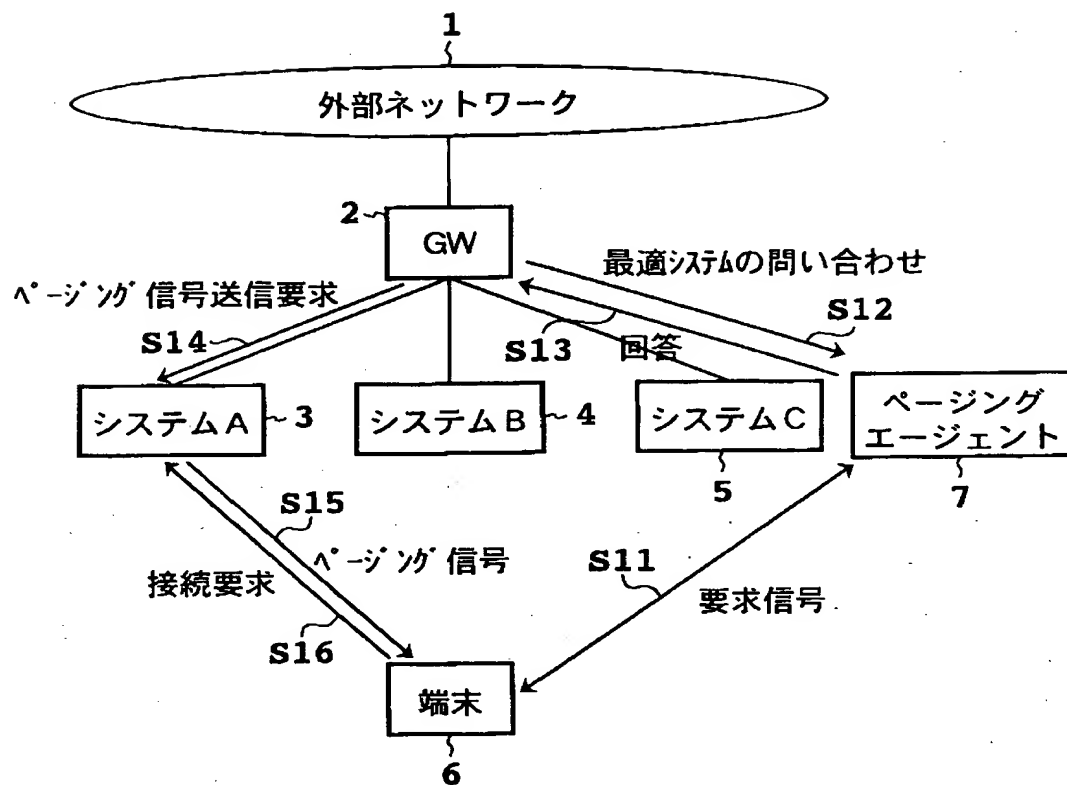 1
外部ネットワーク
2
GW
最適ｼｽﾃﾑの問い合わせ
ﾍﾟｰｼﾞﾝｸﾞ信号送信要求
S12
S14
S13
回答
システムA
3
システムB
4
システムC
5
ページング
エージェント
7
S15
ﾍﾟｰｼﾞﾝｸﾞ信号
接続要求
S11
要求信号
S16
端末
6